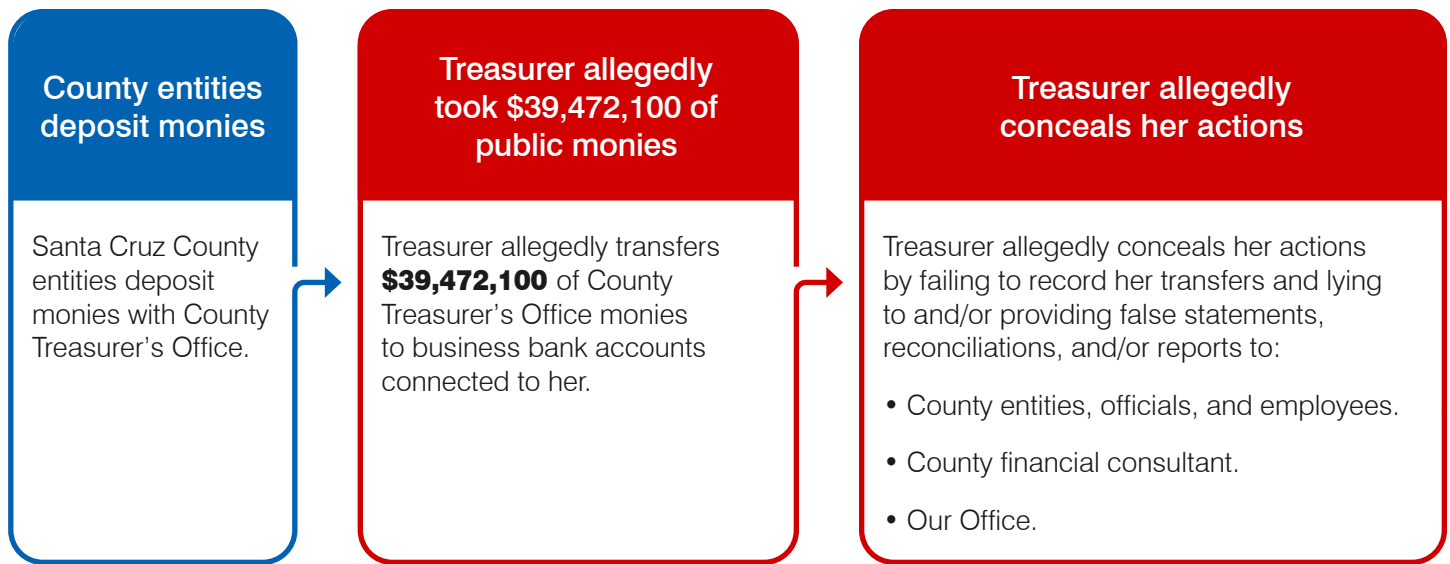 County entities
deposit monies
Santa Cruz County
entities deposit
monies with County
Treasurer’s Office.
Treasurer allegedly
took $39,472,100 of
public monies
Treasurer allegedly transfers
$39,472,100 of County
Treasurer’s Office monies
to business bank accounts
connected to her.
Treasurer allegedly
conceals her actions
Treasurer allegedly conceals her actions
by failing to record her transfers and lying
to and/or providing false statements,
reconciliations, and/or reports to:
• County entities, officials, and employees.
• County financial consultant.
• Our Office.